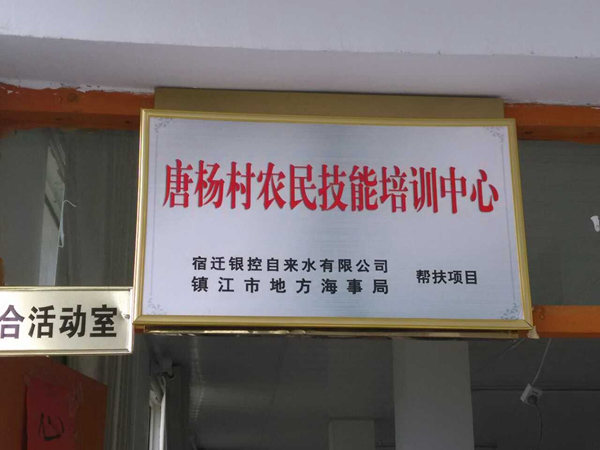 唐杨村农民技能培训中心
宿迁银控自来水有限公司
镇江市地方海事局
帮扶项目
合活动室
心